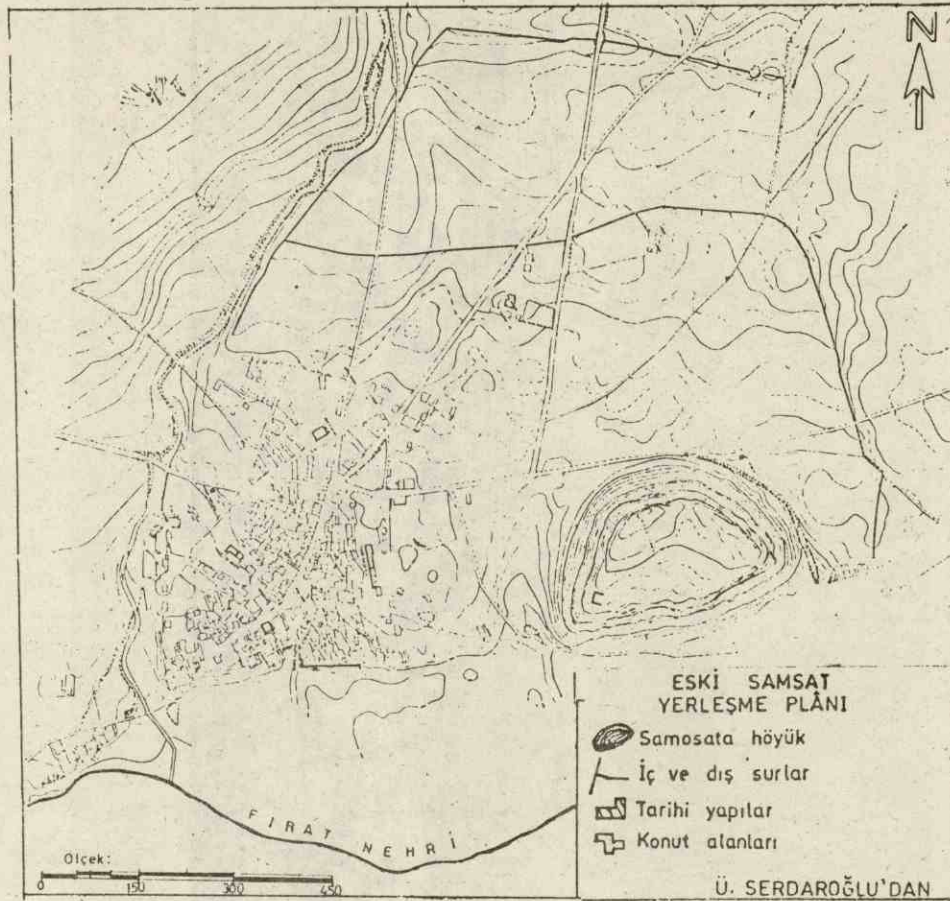 N
ESKİ SAMSAT
YERLEŞME PLÂNI
Samosata höyük
İç ve dış surlar
Tarihi yapılar
Konut alanları
FIRAT NEHRİ
Ölçek:
0 150 300 450
Ü. SERDAROĞLU'DAN